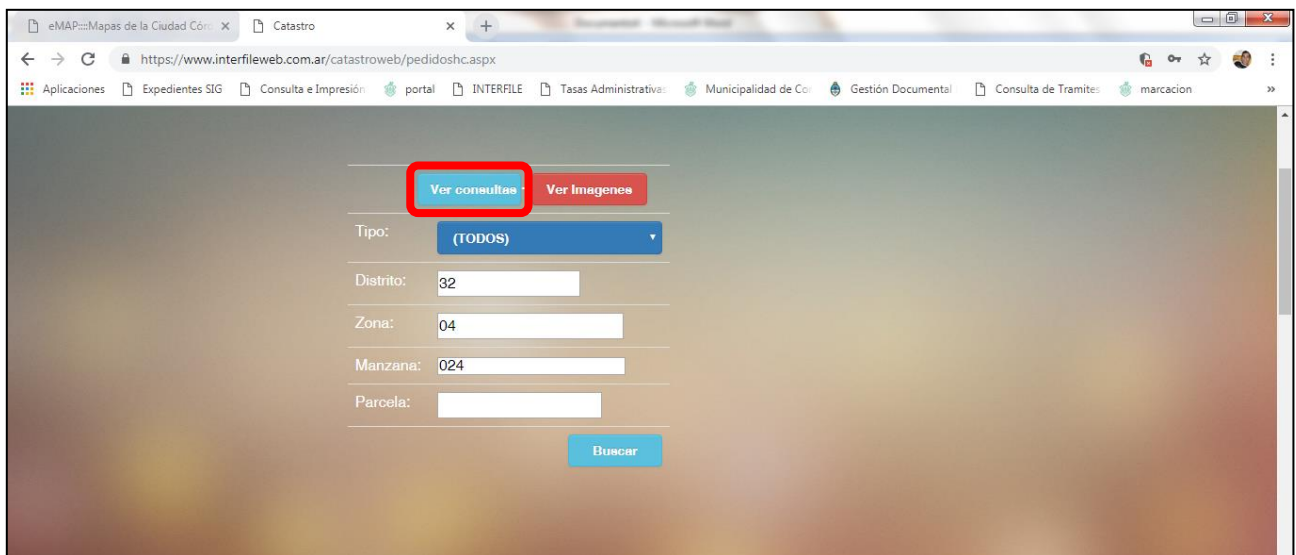 eMAP::::Mapas de la Ciudad Córd
Catastro
https://www.interfileweb.com.ar/catastroweb/pedidoshc.aspx
Aplicaciones Expedientes SIG Consulta e Impresión portal INTERFILE Tasas Administrativas Municipalidad de Co Gestión Documental Consulta de Tramites marcacion »
Ver consultas Ver Imagenes
Tipo: (TODOS)
Distrito: 32
Zona: 04
Manzana: 024
Parcela:
Buscar